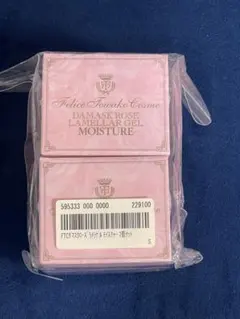 Felice Towako Cosme
DAMASK ROSE
LAMELLAR GEL
MOISTURE
595333 000 0000 229100